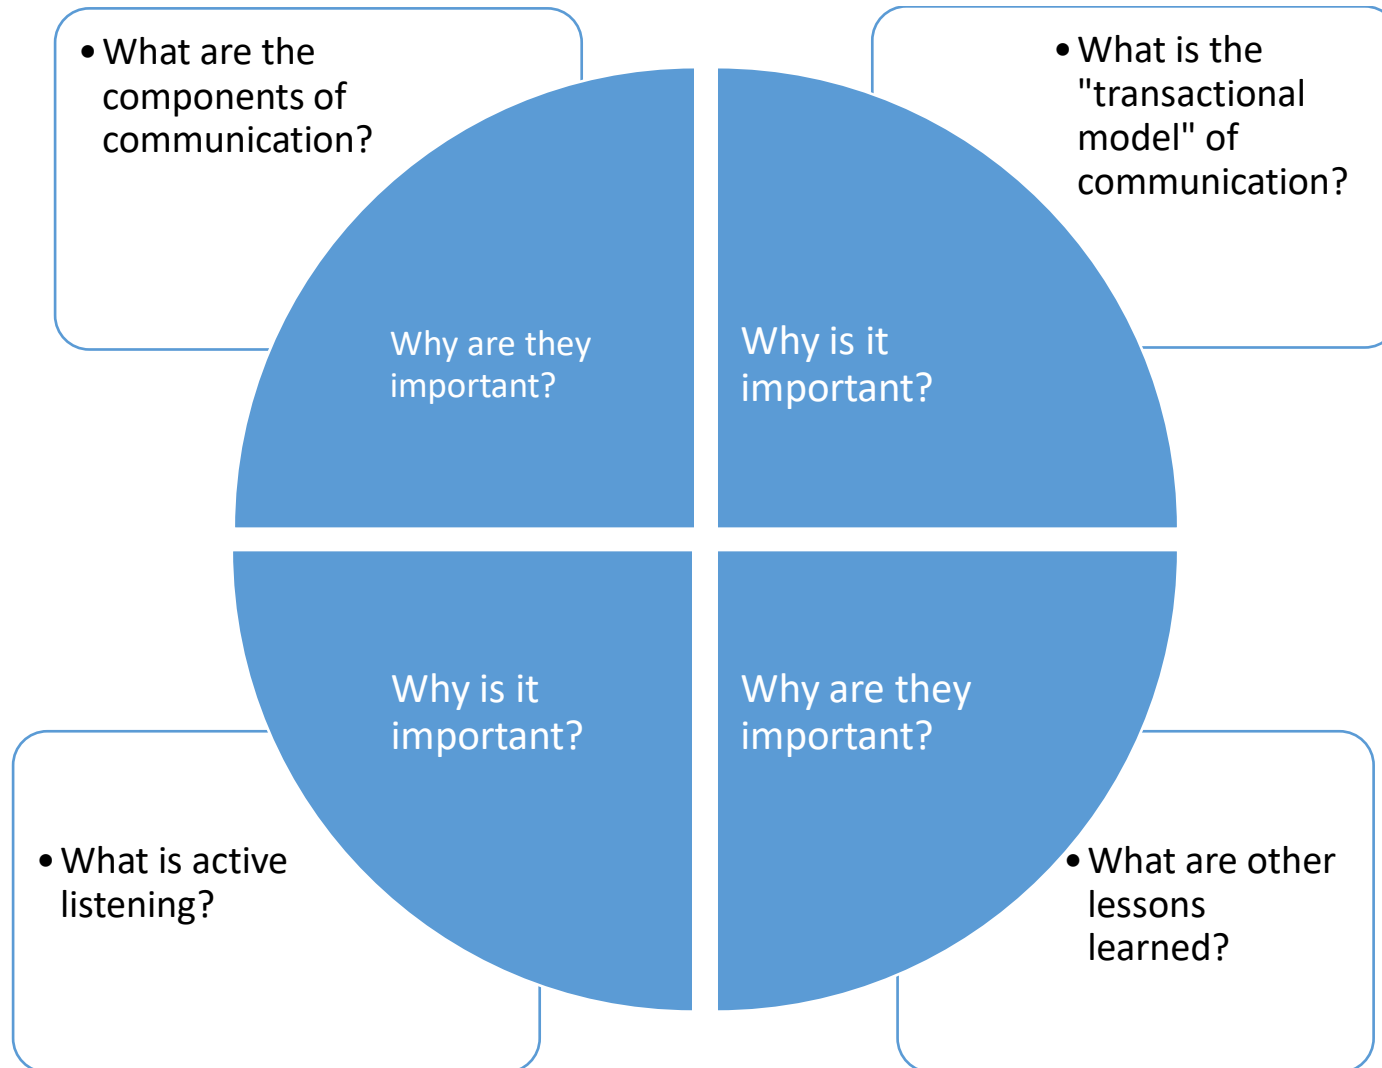 • What are the
components of
communication?
• What is the
"transactional
model" of
communication?
Why are they
important?
Why is it
important?
Why is it
important?
Why are they
important?
• What is active
listening?
• What are other
lessons
learned?